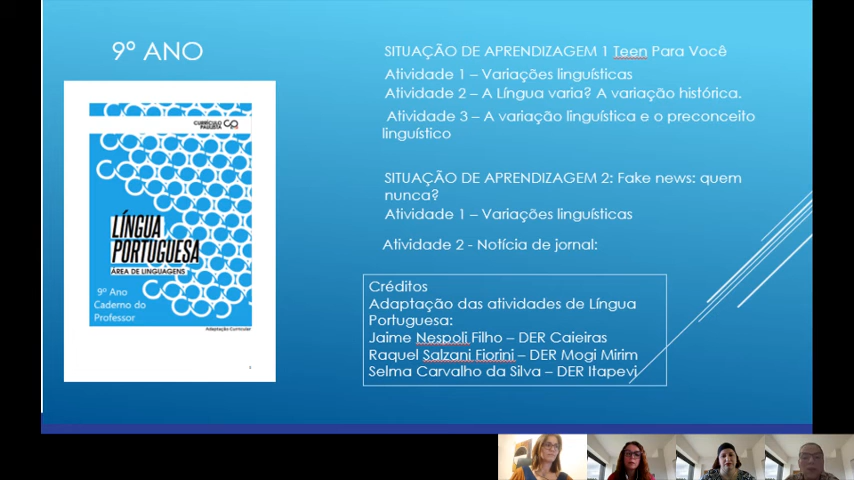 9º ANO
CURRÍCULO
PAULISTA
LÍNGUA
PORTUGUESA
ÁREA DE LINGUAGENS
9º Ano
Caderno do
Professor
Adaptação Curricular
SITUAÇÃO DE APRENDIZAGEM 1 Teen Para Você
Atividade 1 – Variações linguísticas
Atividade 2 – A Língua varia? A variação histórica.
Atividade 3 – A variação linguística e o preconceito
linguístico
SITUAÇÃO DE APRENDIZAGEM 2: Fake news: quem
nunca?
Atividade 1 – Variações linguísticas
Atividade 2 - Notícia de jornal:
Créditos
Adaptação das atividades de Língua
Portuguesa:
Jaime Nespoli Filho – DER Caieiras
Raquel Salzani Fiorini – DER Mogi Mirim
Selma Carvalho da Silva – DER Itapevi